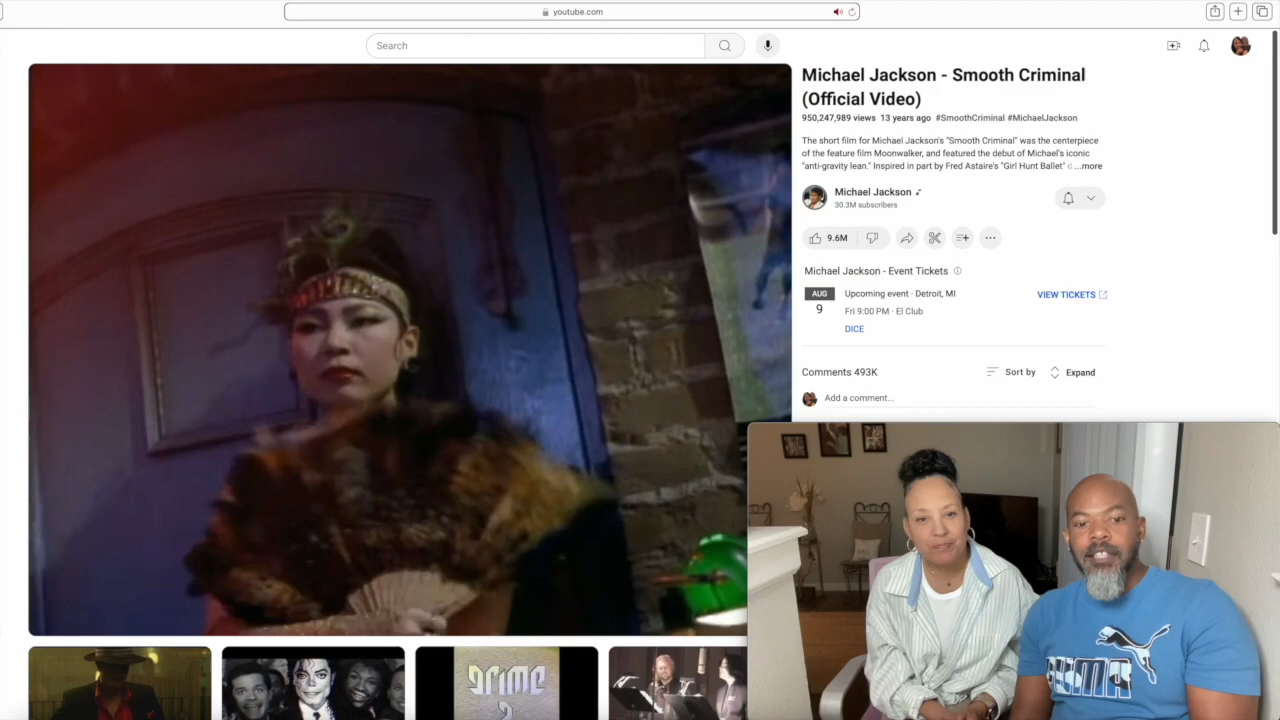 youtube.com
Search
Michael Jackson - Smooth Criminal
(Official Video)
950,247,989 views 13 years ago #SmoothCriminal #MichaelJackson
The short film for Michael Jackson's "Smooth Criminal" was the centerpiece
of the feature film Moonwalker, and featured the debut of Michael's iconic
"anti-gravity lean." Inspired in part by Fred Astaire's "Girl Hunt Ballet" ...more
Michael Jackson
30.3M subscribers
9.6M
Michael Jackson - Event Tickets
AUG
9
Upcoming event · Detroit, MI
Fri 9:00 PM · El Club
DICE
VIEW TICKETS
Comments 493K
Sort by
Expand
Add a comment...
PUMA